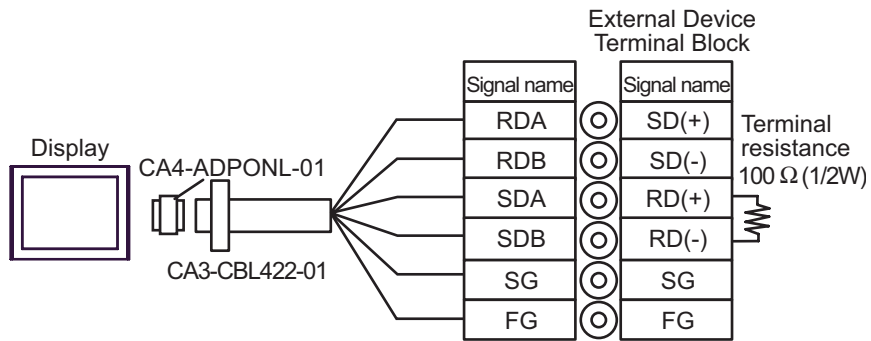 External Device
Terminal Block
Signal name
Signal name
RDA
SD(+)
RDB
SD(-)
SDA
RD(+)
SDB
RD(-)
SG
SG
FG
FG
Terminal
resistance
100 Ω (1/2W)
Display
CA4-ADPONL-01
CA3-CBL422-01